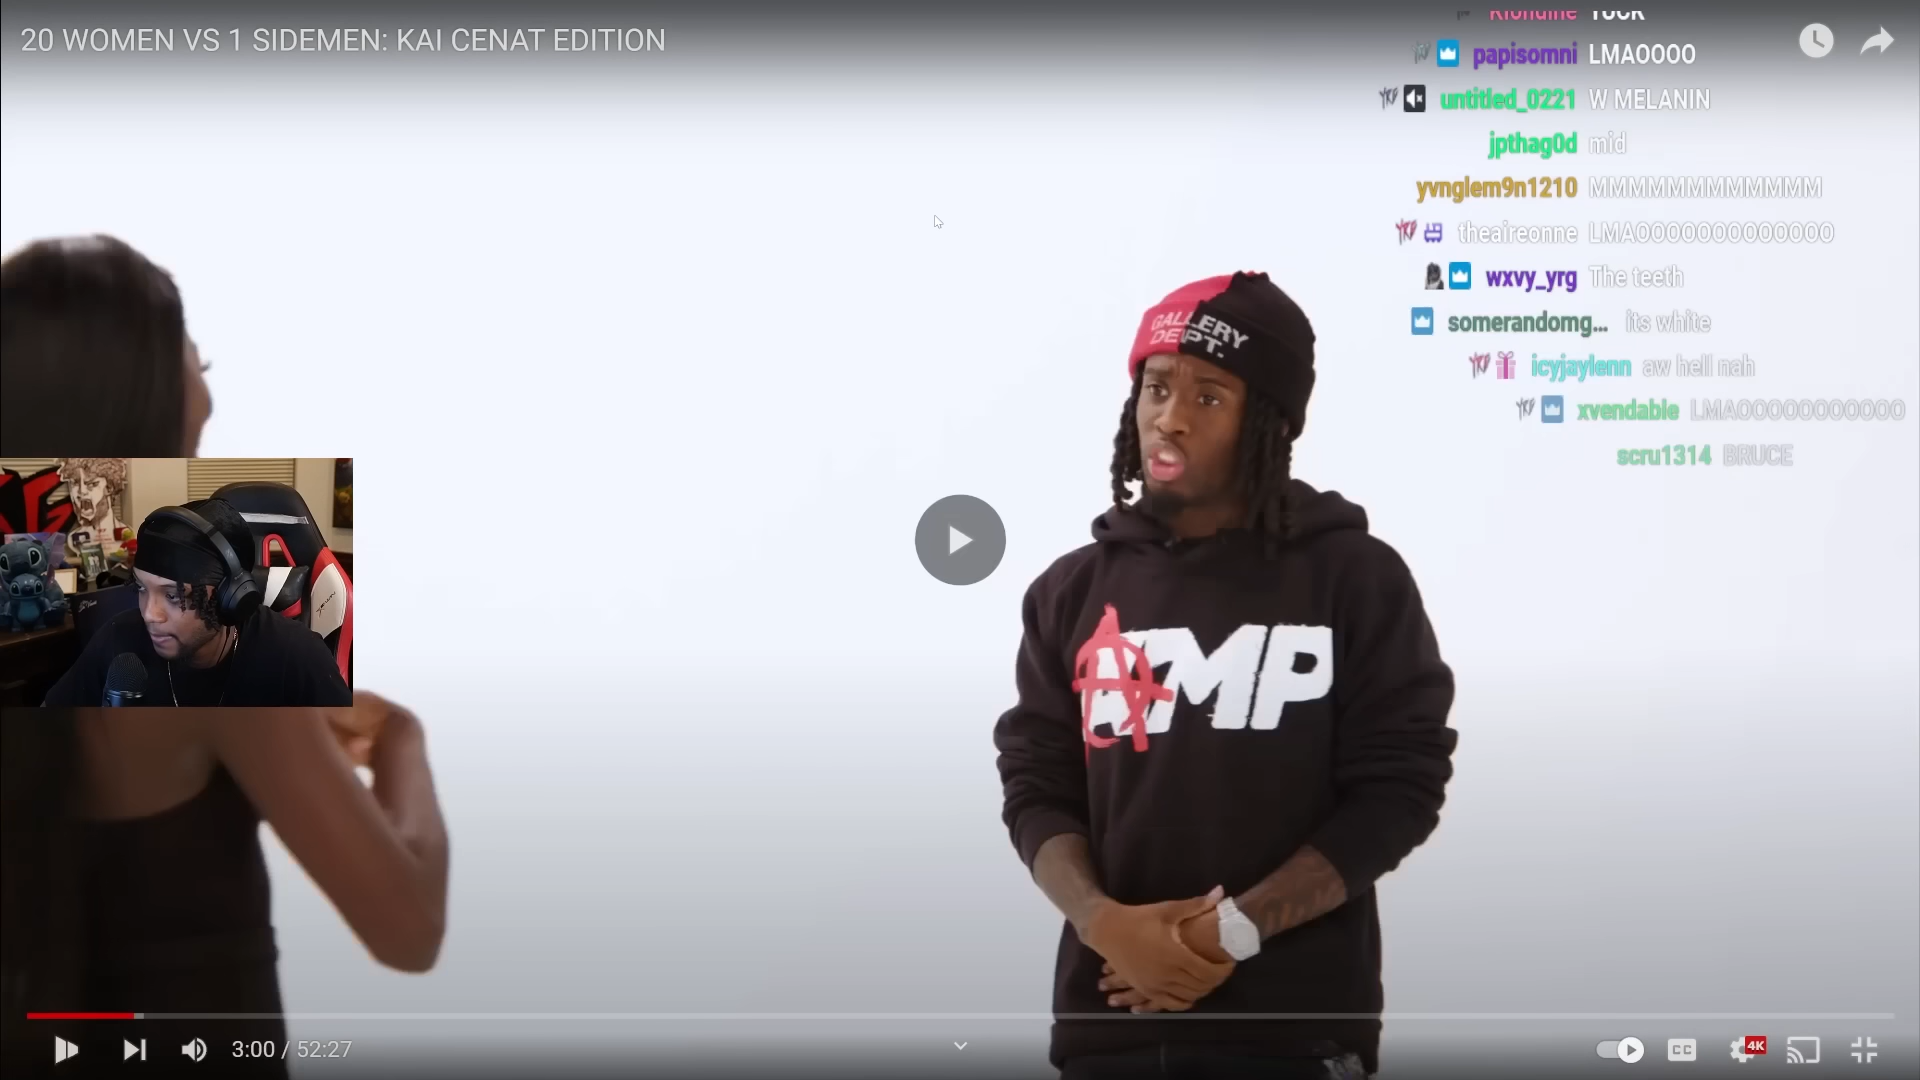 20 WOMEN VS 1 SIDEMEN: KAI CENAT EDITION
papisomni LMAOOOO
untitled_0221 W MELANIN
jpthag0d mid
yvnglem9n1210 MMMMMMMMMMMM
theaireonne LMAOOOOOOOOOOOOO
wxvy_yrg The teeth
somerandomg... its white
icyjaylenn aw hell nah
xvendable LMAOOOOOOOOOOO
scru1314 BRUCE
GALLERY
DEPT.
AMP
3:00 / 52:27
CC
4K